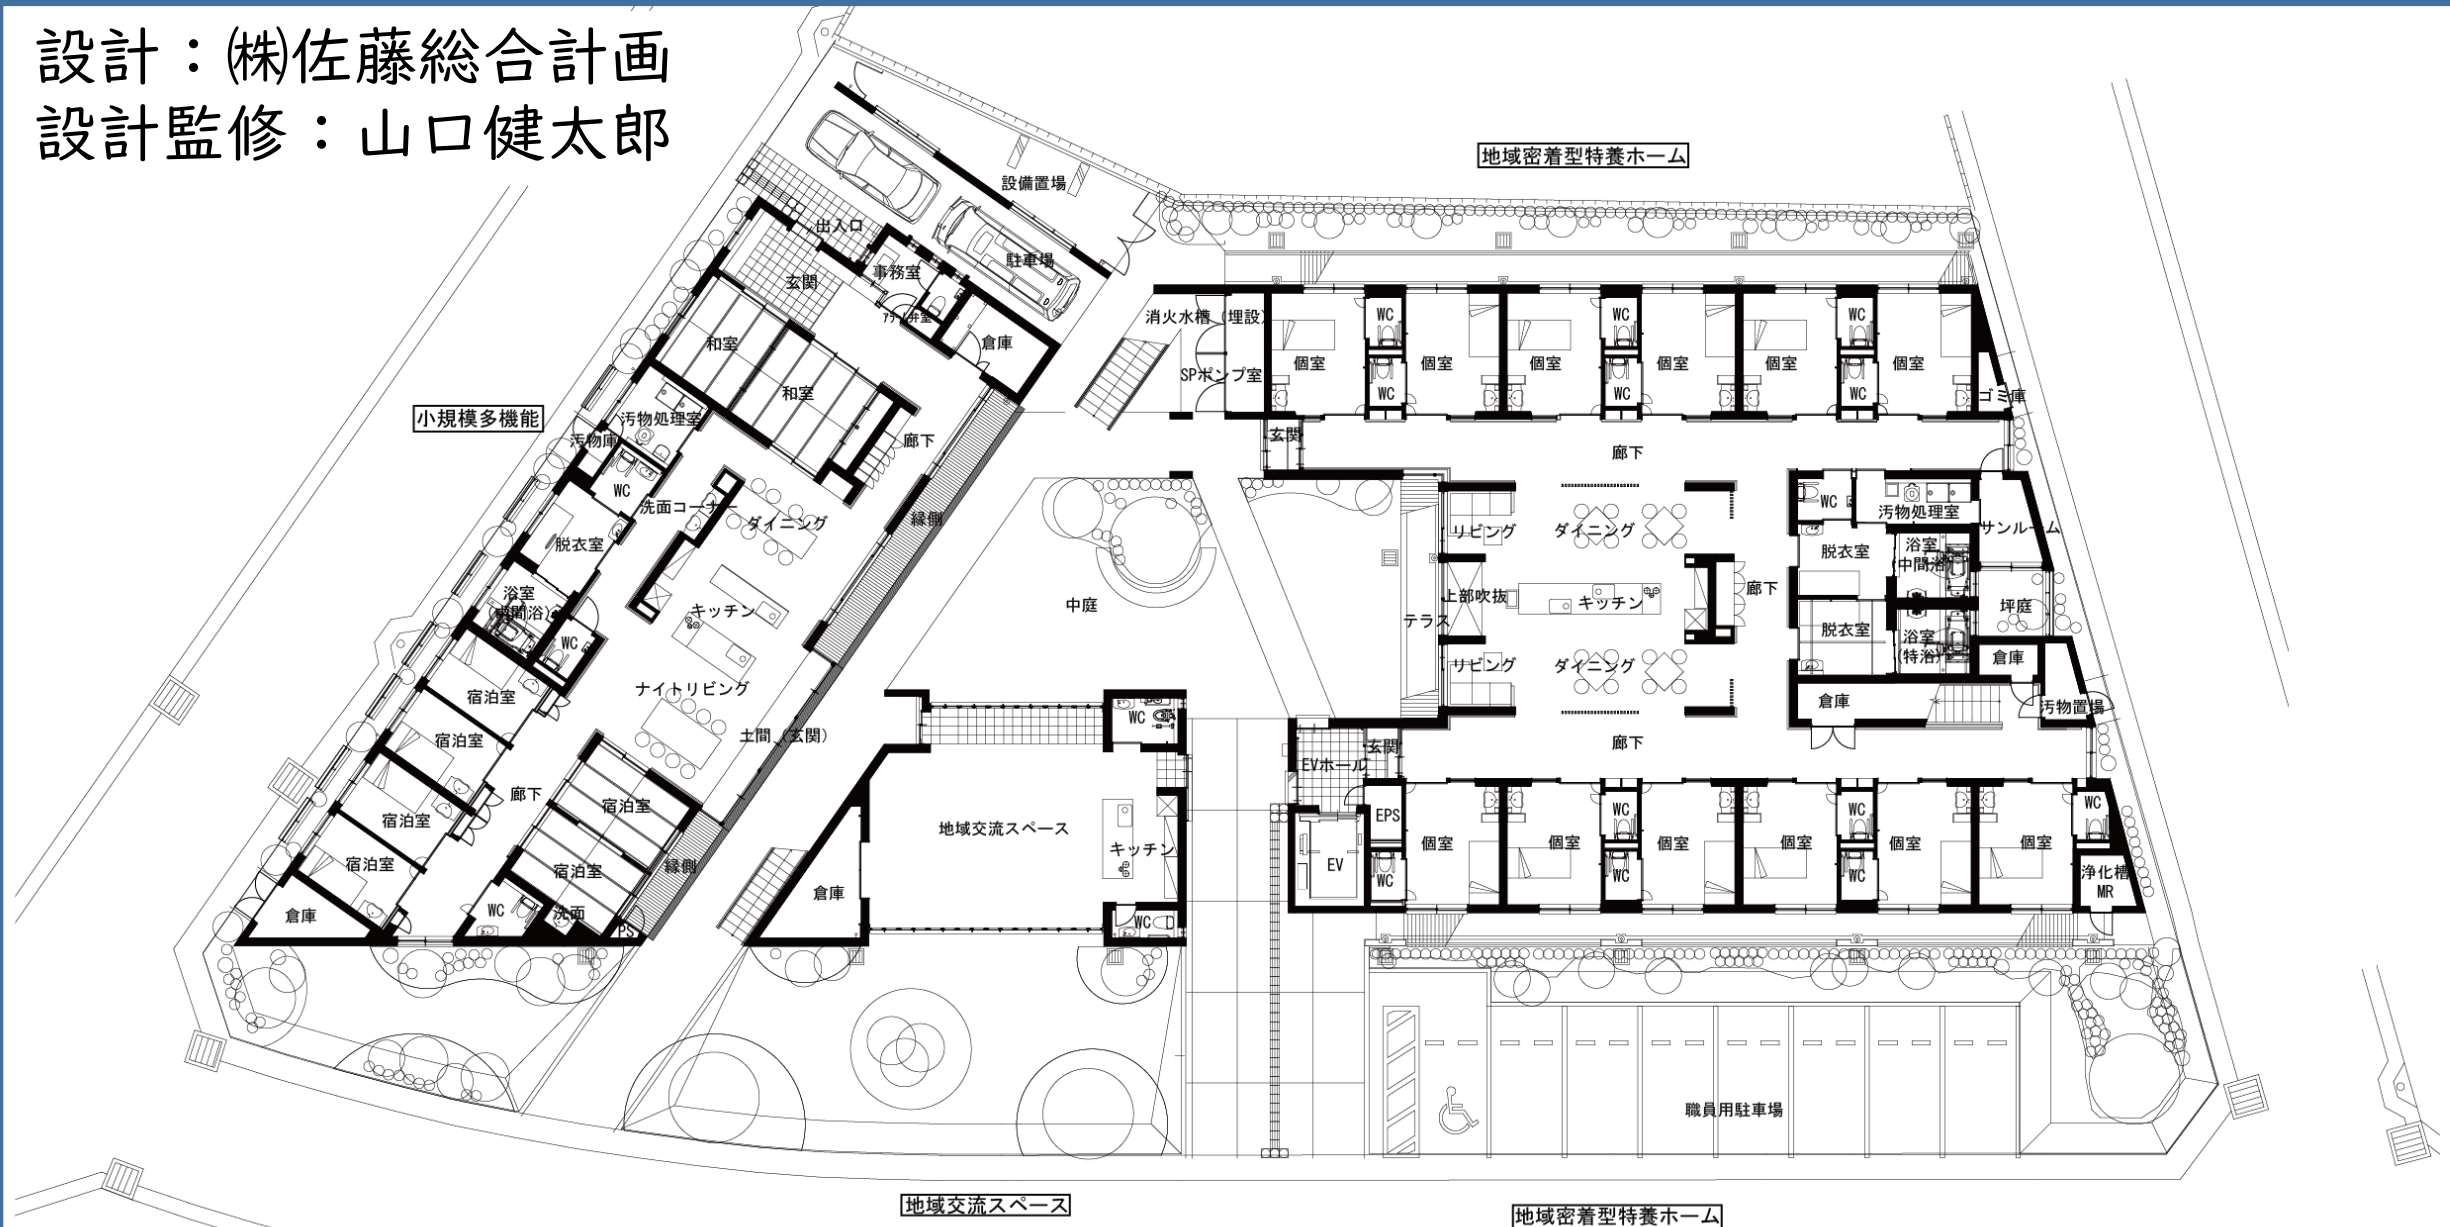 設計：㈱佐藤総合計画
設計監修：山口健太郎
地域密着型特養ホーム
設備置場
出入口
駐車場
事務室
玄関
倉庫
和室
和室
小規模多機能
汚物処理室
汚物庫
廊下
WC
洗面コーナー
ダイニング
縁側
脱衣室
浴室
(中間浴)
キッチン
WC
ナイトリビング
宿泊室
土間（玄関）
宿泊室
廊下
宿泊室
宿泊室
宿泊室
宿泊室
縁側
倉庫
WC
洗面
PS
中庭
WC
地域交流スペース
キッチン
倉庫
WC
消火水槽（埋設）
SPポンプ室
個室
WC
WC
個室
個室
WC
WC
個室
個室
WC
WC
個室
ゴミ庫
玄関
廊下
リビング
ダイニング
WC
汚物処理室
サンルーム
脱衣室
浴室
(中間浴)
上部吹抜
キッチン
廊下
テラス
脱衣室
浴室
(特浴)
坪庭
リビング
ダイニング
倉庫
倉庫
汚物置場
廊下
玄関
EVホール
EPS
EV
WC
個室
個室
WC
WC
個室
個室
WC
WC
個室
個室
WC
浄化槽
MR
職員用駐車場
地域交流スペース
地域密着型特養ホーム